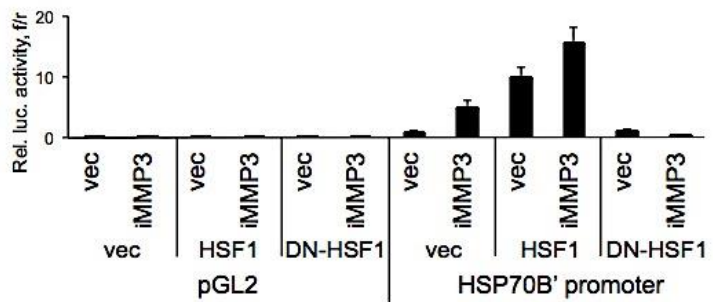 Rel. luc. activity, f/r
20
10
0
vec iMMP3 vec iMMP3 vec iMMP3 vec iMMP3 vec iMMP3 vec iMMP3
vec HSF1 DN-HSF1 vec HSF1 DN-HSF1
pGL2 HSP70B' promoter